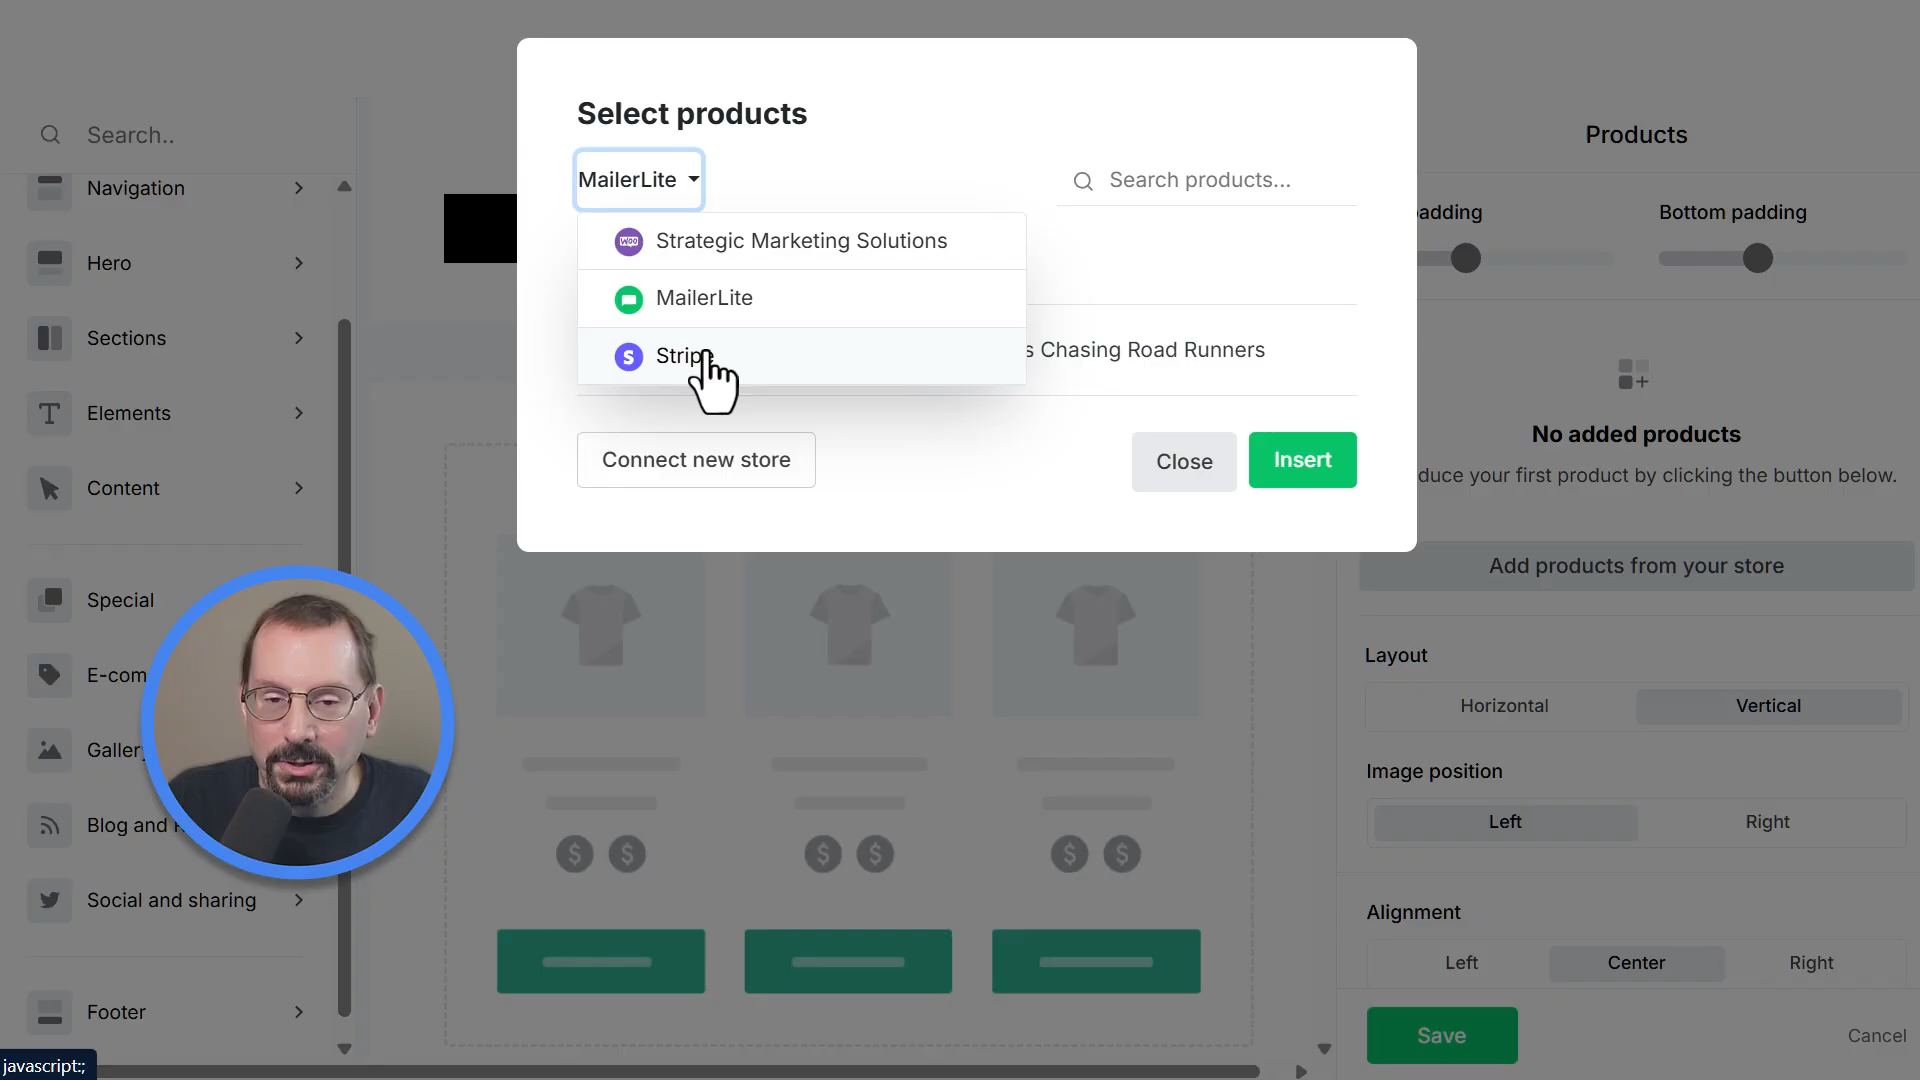 Select products
MailerLite
Search products...
WOO Strategic Marketing Solutions
MailerLite
S Stripe
s Chasing Road Runners
Connect new store
Close
Insert
Search..
Navigation
Hero
Sections
Elements
Content
Special
E-com
Gallery
Blog and
Social and sharing
Footer
javascript:;
Products
adding
Bottom padding
No added products
duce your first product by clicking the button below.
Add products from your store
Layout
Horizontal
Vertical
Image position
Left
Right
Alignment
Left
Center
Right
Save
Cancel